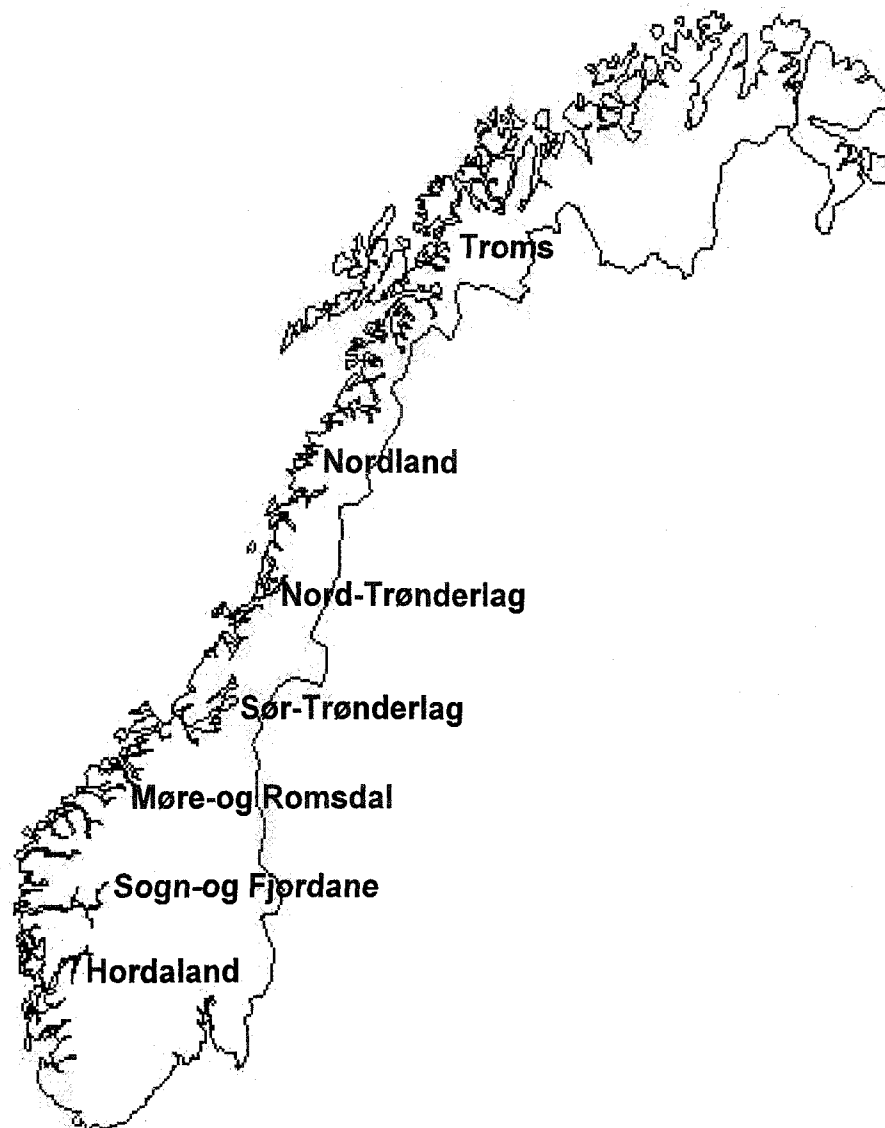 Troms
Nordland
Nord-Trønderlag
Sør-Trønderlag
Møre-og Romsdal
Sogn-og Fjordane
Hordaland